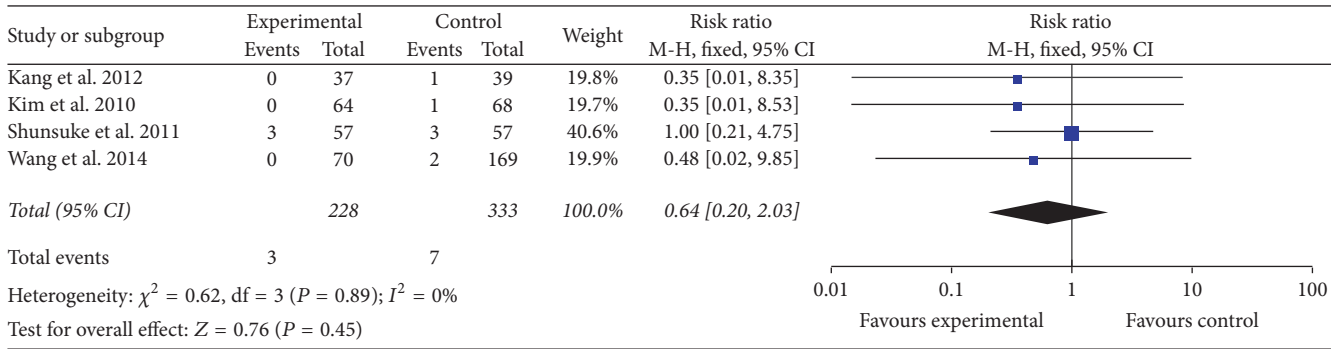 Study or subgroup Experimental Control Weight Risk ratio Risk ratio
Events Total Events Total M-H, fixed, 95% CI M-H, fixed, 95% CI
Kang et al. 2012 0 37 1 39 19.8% 0.35 [0.01, 8.35]
Kim et al. 2010 0 64 1 68 19.7% 0.35 [0.01, 8.53]
Shunsuke et al. 2011 3 57 3 57 40.6% 1.00 [0.21, 4.75]
Wang et al. 2014 0 70 2 169 19.9% 0.48 [0.02, 9.85]
Total (95% CI) 228 333 100.0% 0.64 [0.20, 2.03]
Total events 3 7
Heterogeneity: χ² = 0.62, df = 3 (P = 0.89); I² = 0%
Test for overall effect: Z = 0.76 (P = 0.45)
0.01 0.1 1 10 100
Favours experimental Favours control